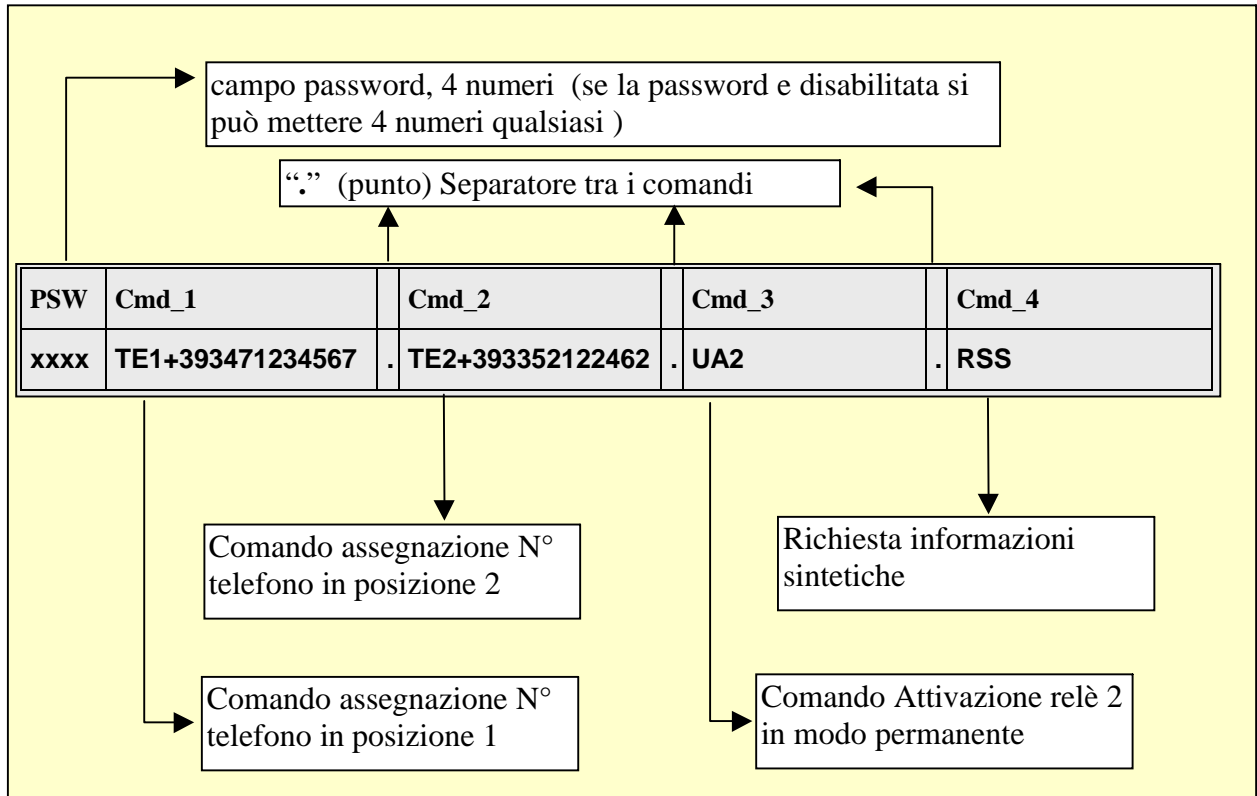 campo password, 4 numeri (se la password e disabilitata si
può mettere 4 numeri qualsiasi )
“.” (punto) Separatore tra i comandi
PSW Cmd_1 Cmd_2 Cmd_3 Cmd_4
xxxx TE1+393471234567 . TE2+393352122462 . UA2 . RSS
Comando assegnazione N°
telefono in posizione 2
Richiesta informazioni
sintetiche
Comando assegnazione N°
telefono in posizione 1
Comando Attivazione relè 2
in modo permanente